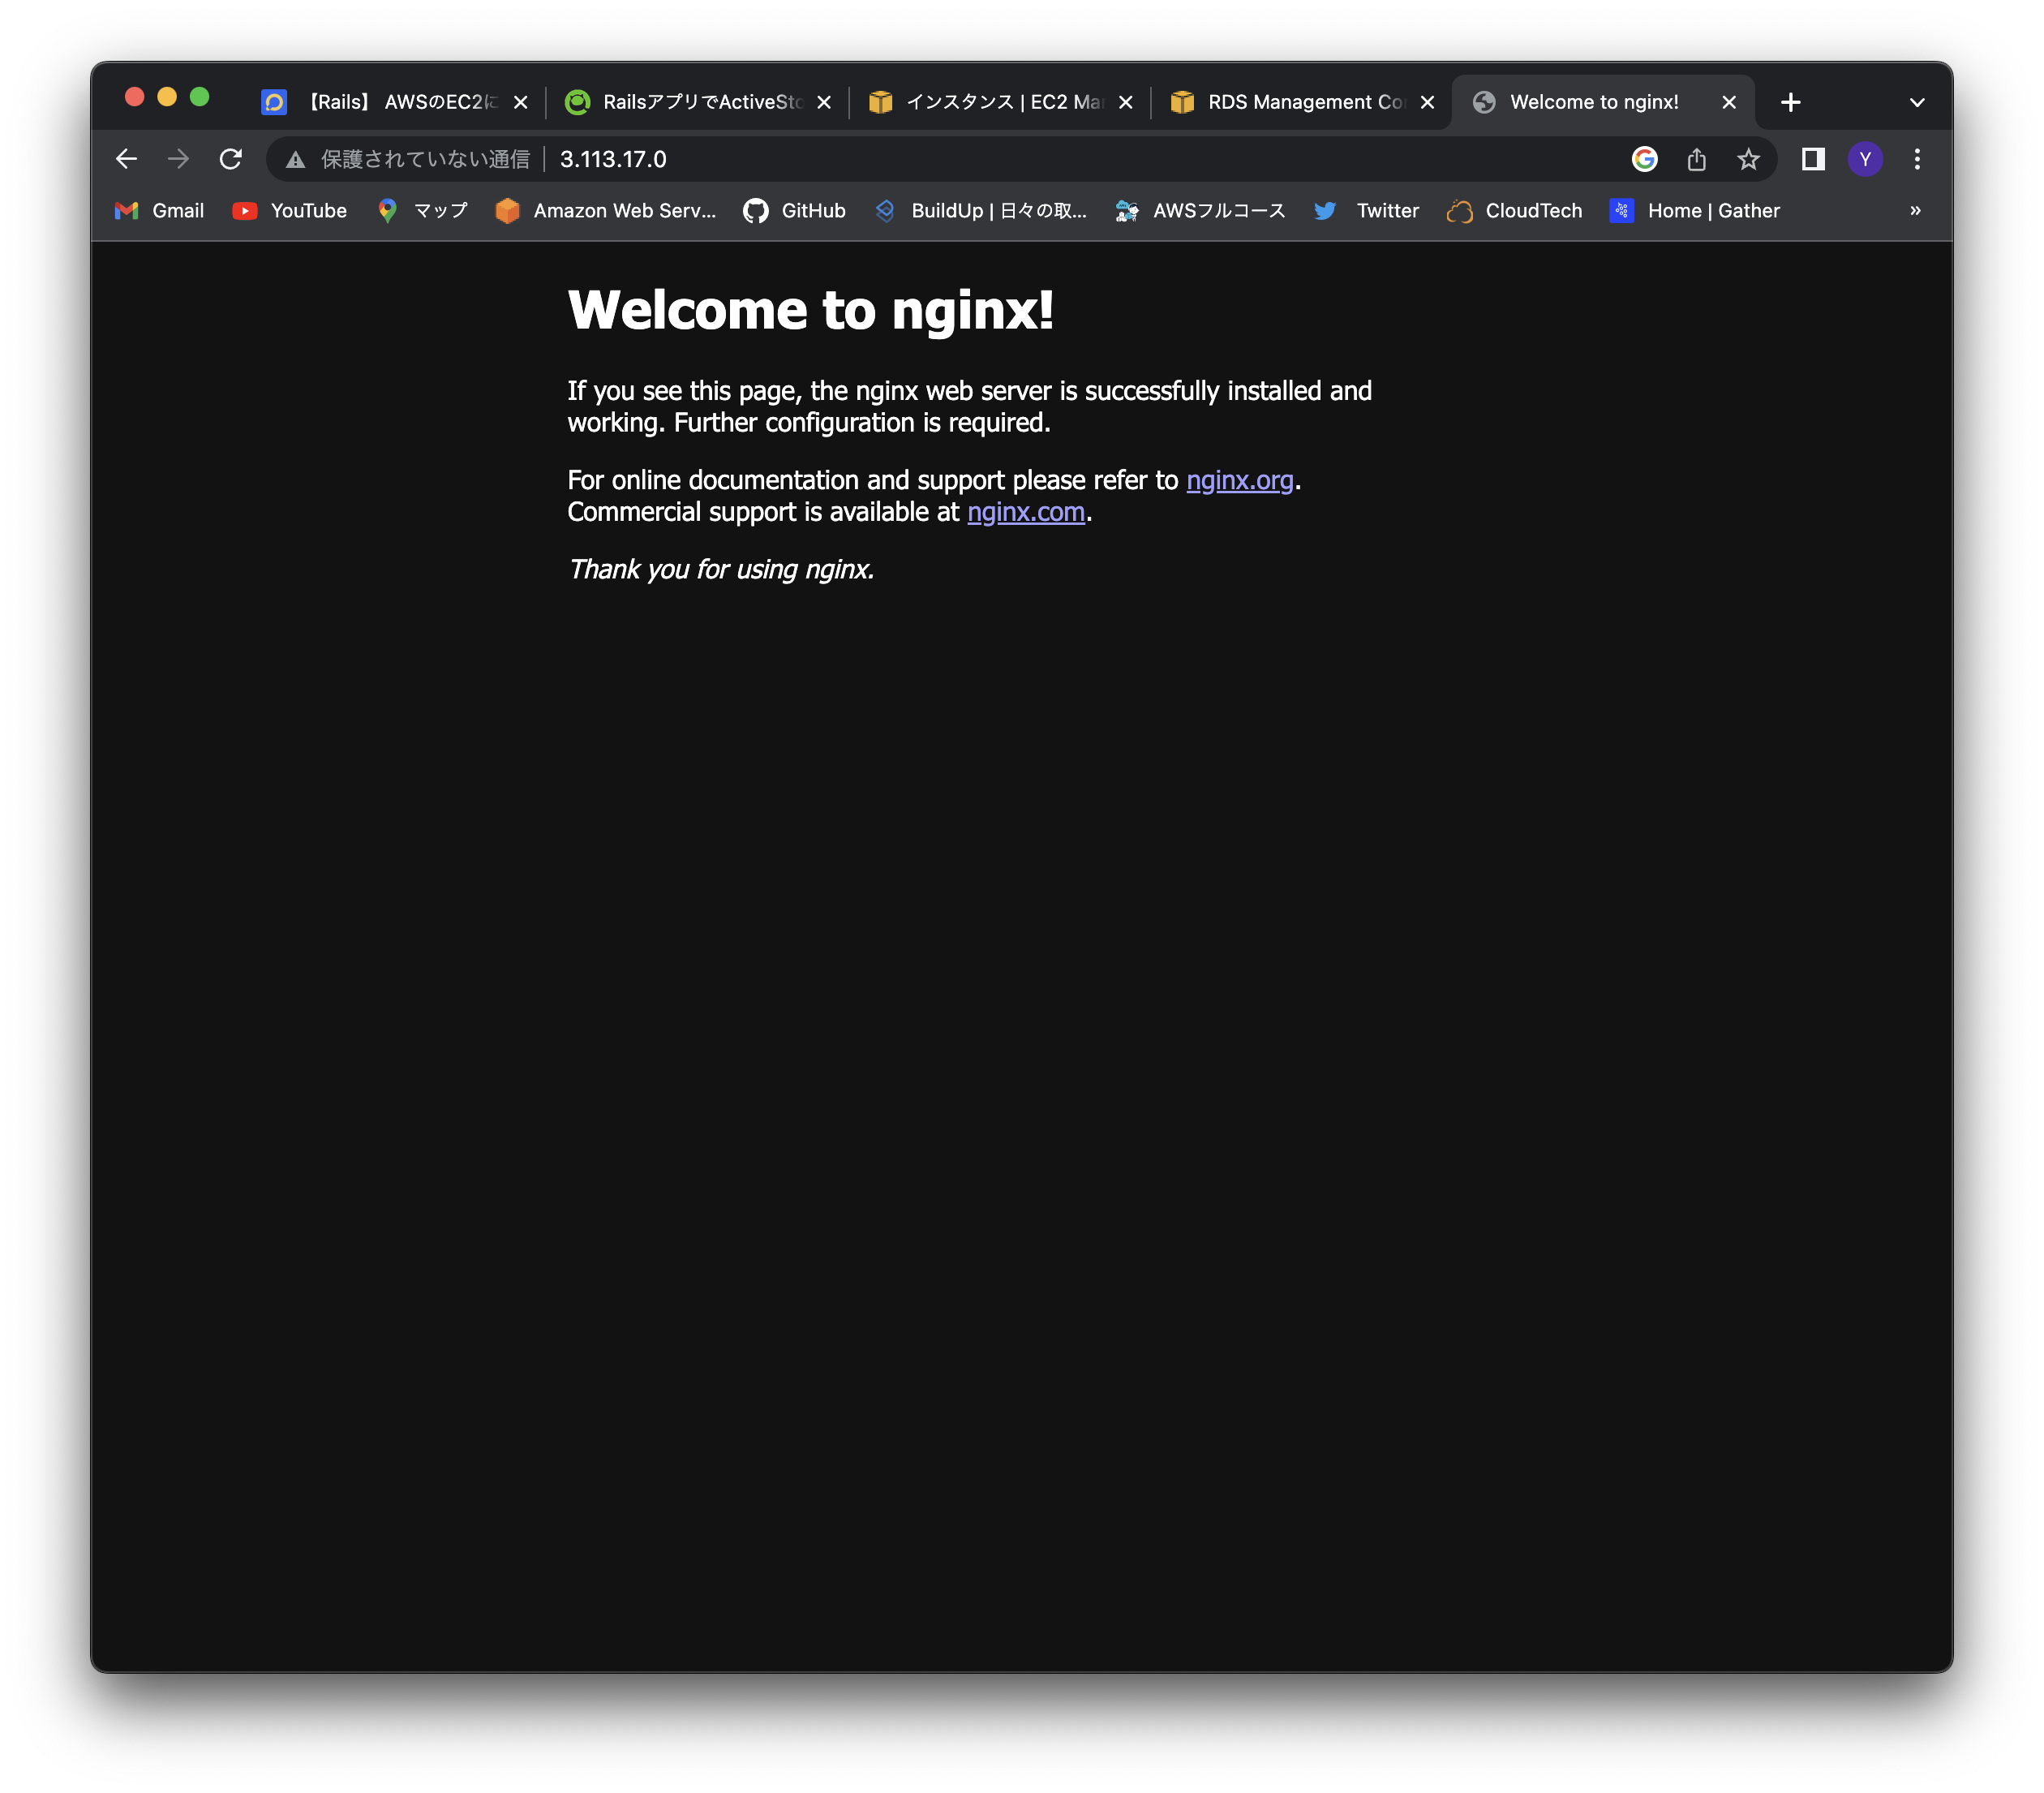 【Rails】 AWSのEC2に
RailsアプリでActiveSto
インスタンス | EC2 Ma
RDS Management Co
Welcome to nginx!
保護されていない通信
3.113.17.0
Y
Gmail
YouTube
マップ
Amazon Web Serv...
GitHub
BuildUp | 日々の取...
AWSフルコース
Twitter
CloudTech
Home | Gather
»
Welcome to nginx!
If you see this page, the nginx web server is successfully installed and
working. Further configuration is required.
For online documentation and support please refer to nginx.org.
Commercial support is available at nginx.com.
Thank you for using nginx.